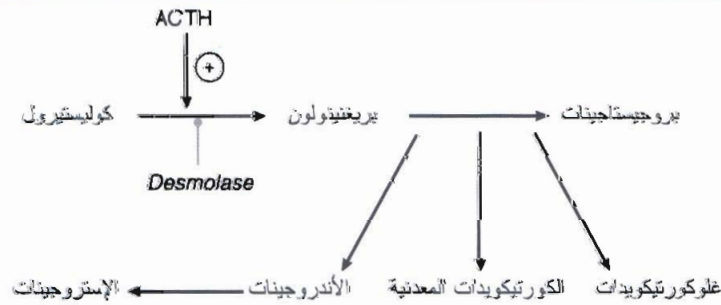 ACTH
+
كوليستيرول بريغنينولون بروجيستاجينات
Desmolase
الإستروجينات الأندروجينات الكورتيكويدات المعدنية غلوكورتيكويدات